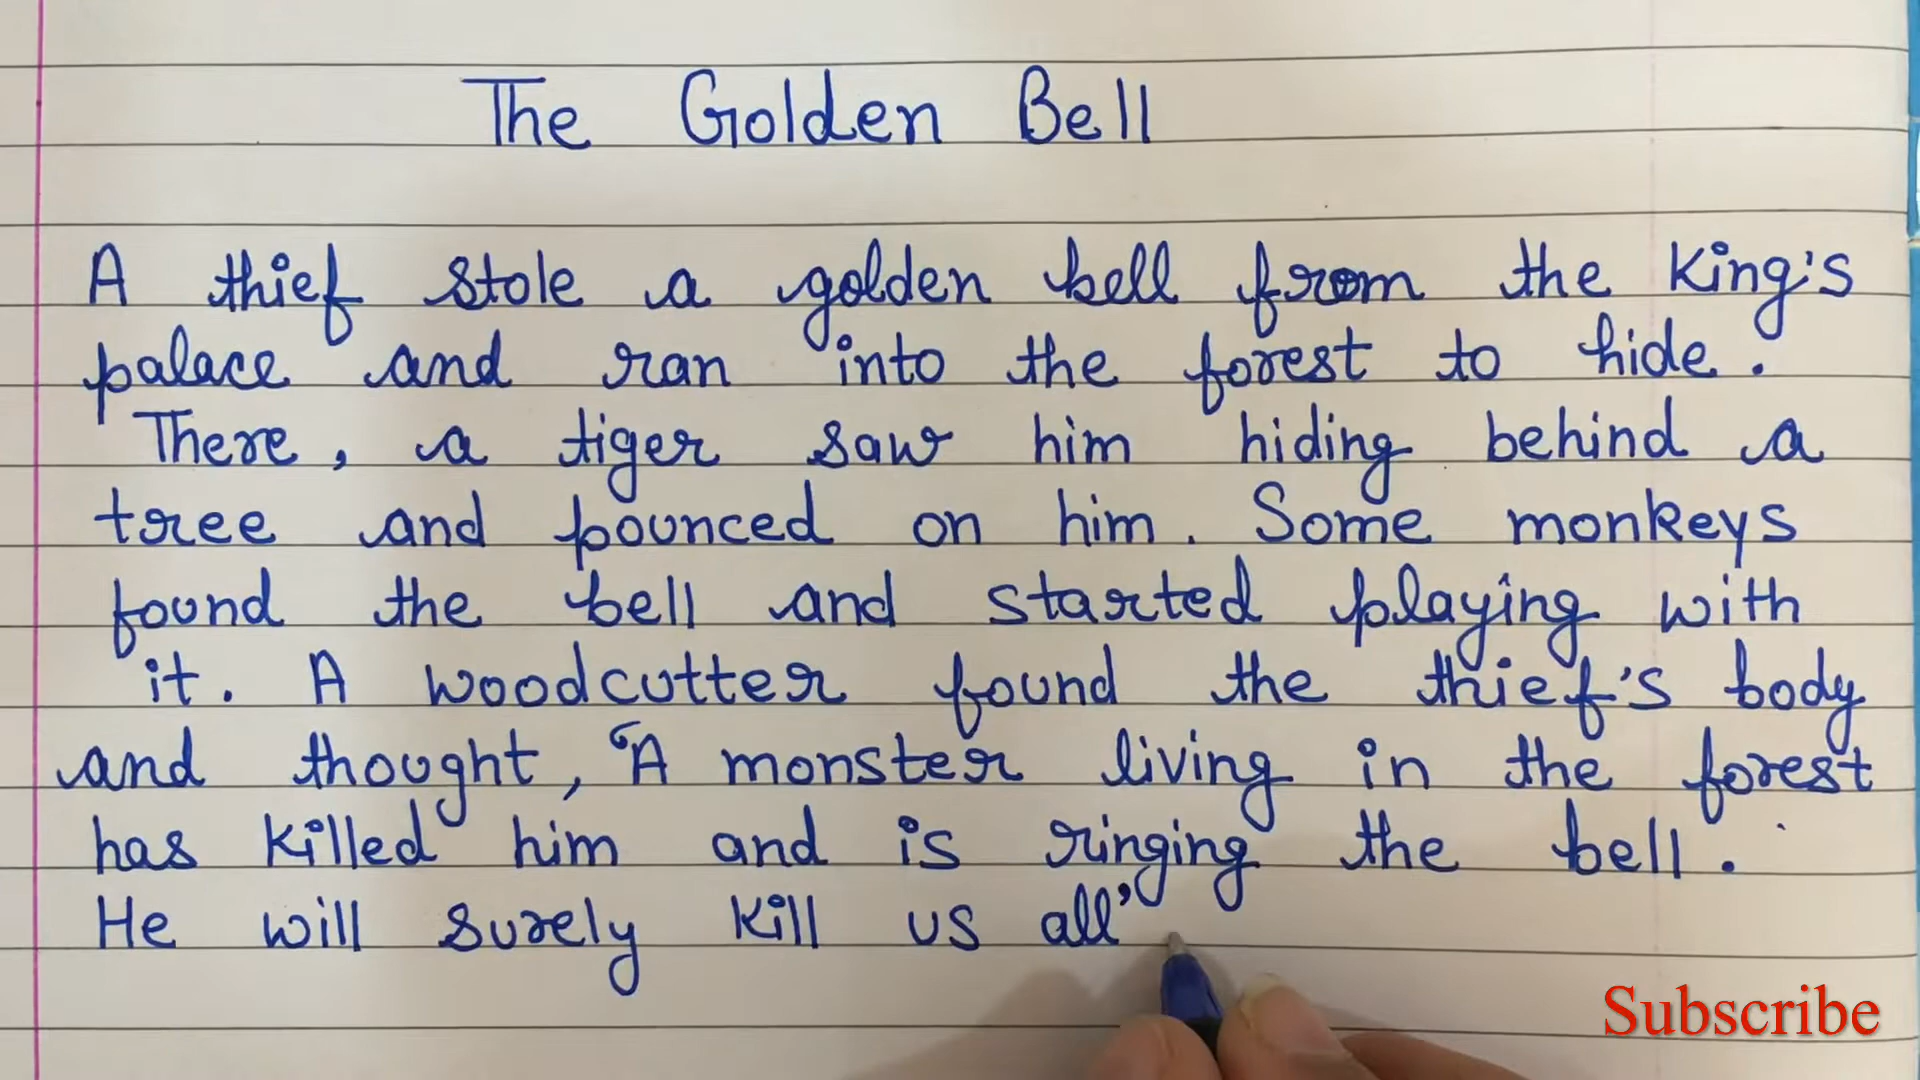 The Golden Bell
A thief stole a golden bell from the King's
palace and ran into the forest to hide.
There, a tiger saw him hiding behind a
tree and pounced on him. Some monkeys
found the bell and started playing with
it. A woodcutter found the thief's body
and thought, 'A monster living in the forest
has killed him and is ringing the bell.
He will surely kill us all'
Subscribe